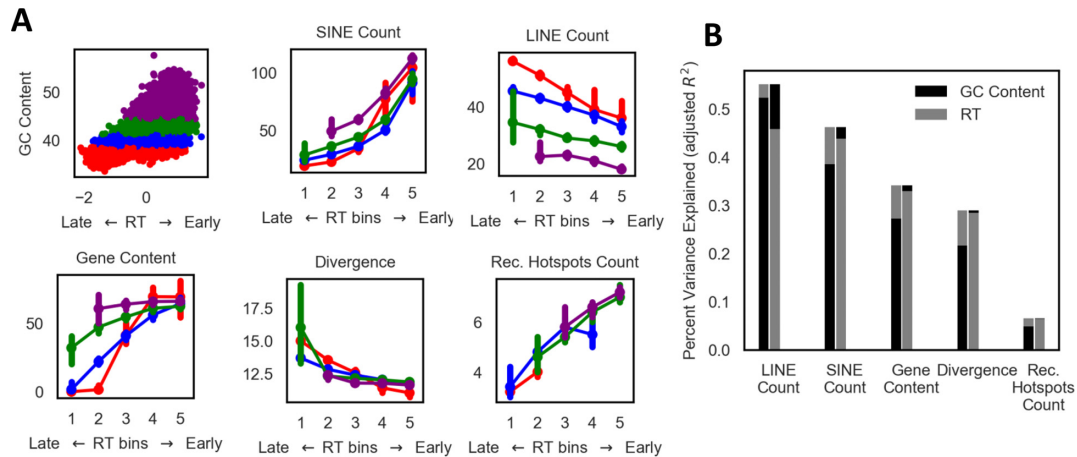 A
GC Content
50
40
-2
0
Late ← RT → Early
SINE Count
100
50
1 2 3 4 5
Late ← RT bins → Early
LINE Count
40
20
1 2 3 4 5
Late ← RT bins → Early
Gene Content
50
0
1 2 3 4 5
Late ← RT bins → Early
Divergence
17.5
15.0
12.5
1 2 3 4 5
Late ← RT bins → Early
Rec. Hotspots Count
6
4
1 2 3 4 5
Late ← RT bins → Early
B
Percent Variance Explained (adjusted R²)
0.5
0.4
0.3
0.2
0.1
0.0
GC Content
RT
LINE
Count
SINE
Count
Gene
Content
Divergence
Rec.
Hotspots
Count